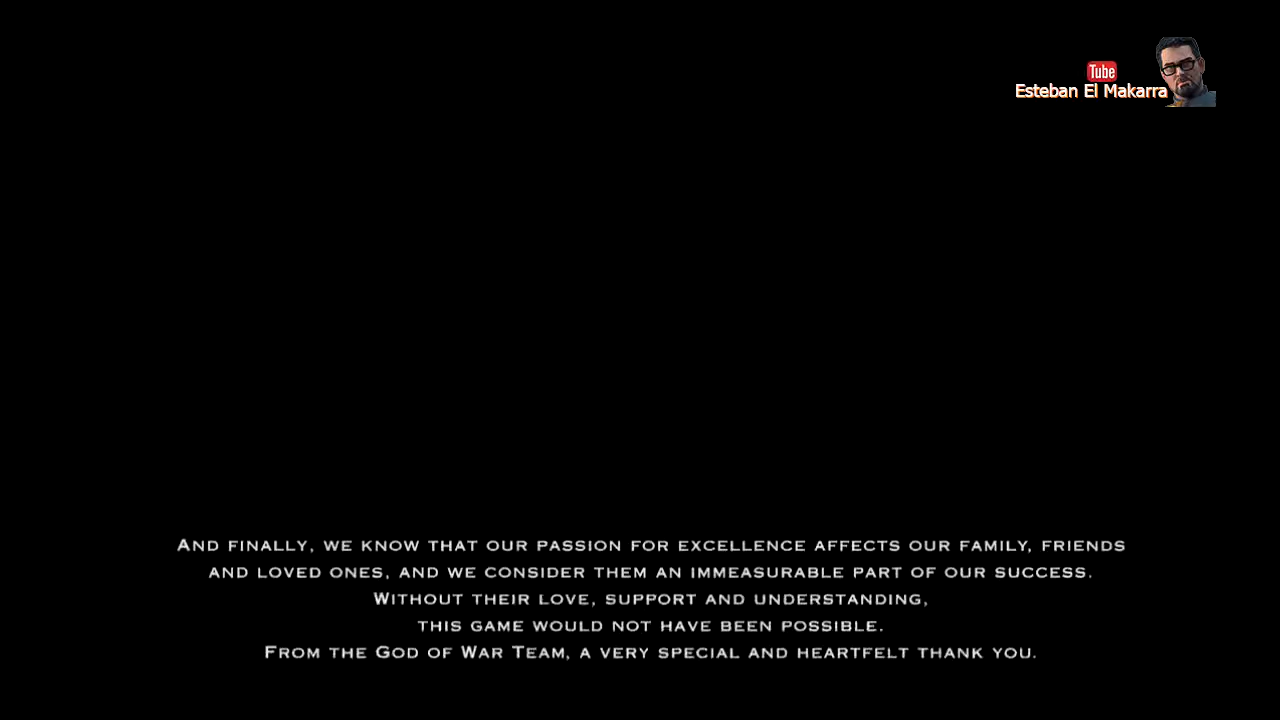 Tube
Esteban El Makarra
AND FINALLY, WE KNOW THAT OUR PASSION FOR EXCELLENCE AFFECTS OUR FAMILY, FRIENDS
AND LOVED ONES, AND WE CONSIDER THEM AN IMMEASURABLE PART OF OUR SUCCESS.
WITHOUT THEIR LOVE, SUPPORT AND UNDERSTANDING,
THIS GAME WOULD NOT HAVE BEEN POSSIBLE.
FROM THE GOD OF WAR TEAM, A VERY SPECIAL AND HEARTFELT THANK YOU.